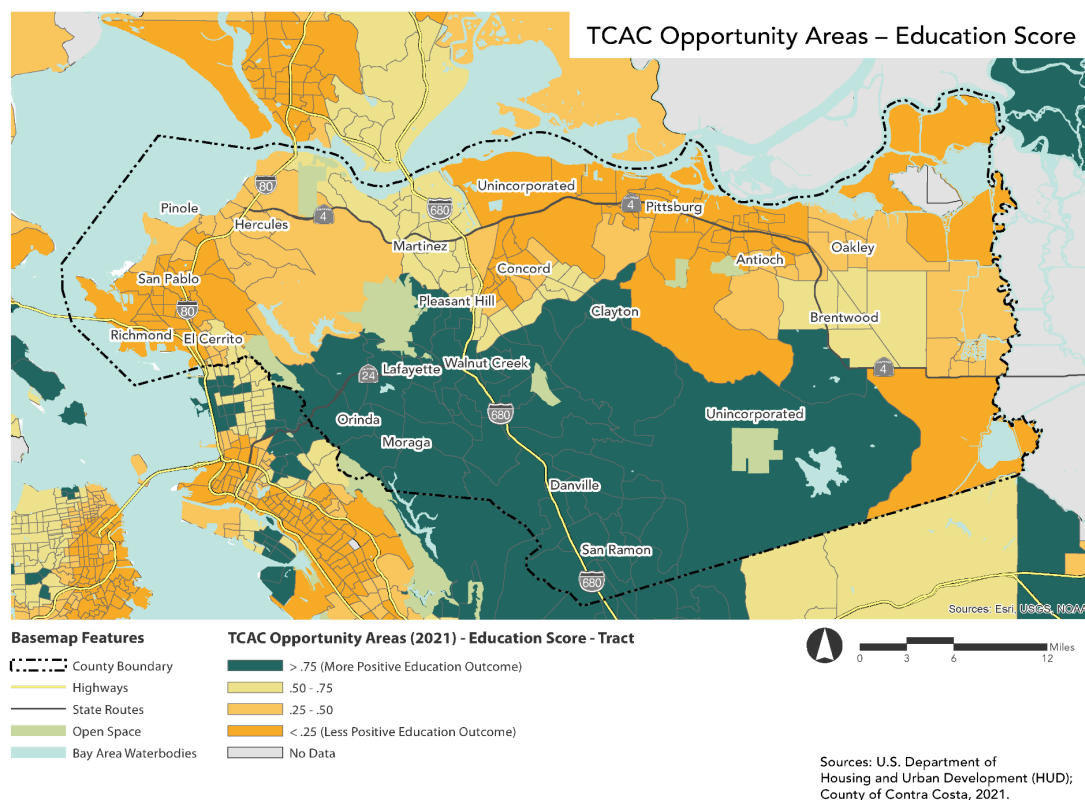 TCAC Opportunity Areas – Education Score
80
Unincorporated
Pinole
4
680
4
Pittsburg
Hercules
Martinez
Oakley
Antioch
Concord
San Pablo
80
Pleasant Hill
Clayton
Brentwood
Richmond
El Cerrito
24
Lafayette
Walnut Creek
4
680
Orinda
Unincorporated
Moraga
Danville
San Ramon
680
Sources: Esri, USGS, NOAA
Basemap Features
County Boundary
Highways
State Routes
Open Space
Bay Area Waterbodies
TCAC Opportunity Areas (2021) - Education Score - Tract
> .75 (More Positive Education Outcome)
.50 - .75
.25 - .50
< .25 (Less Positive Education Outcome)
No Data
Miles
0 3 6 12
Sources: U.S. Department of
Housing and Urban Development (HUD);
County of Contra Costa, 2021.